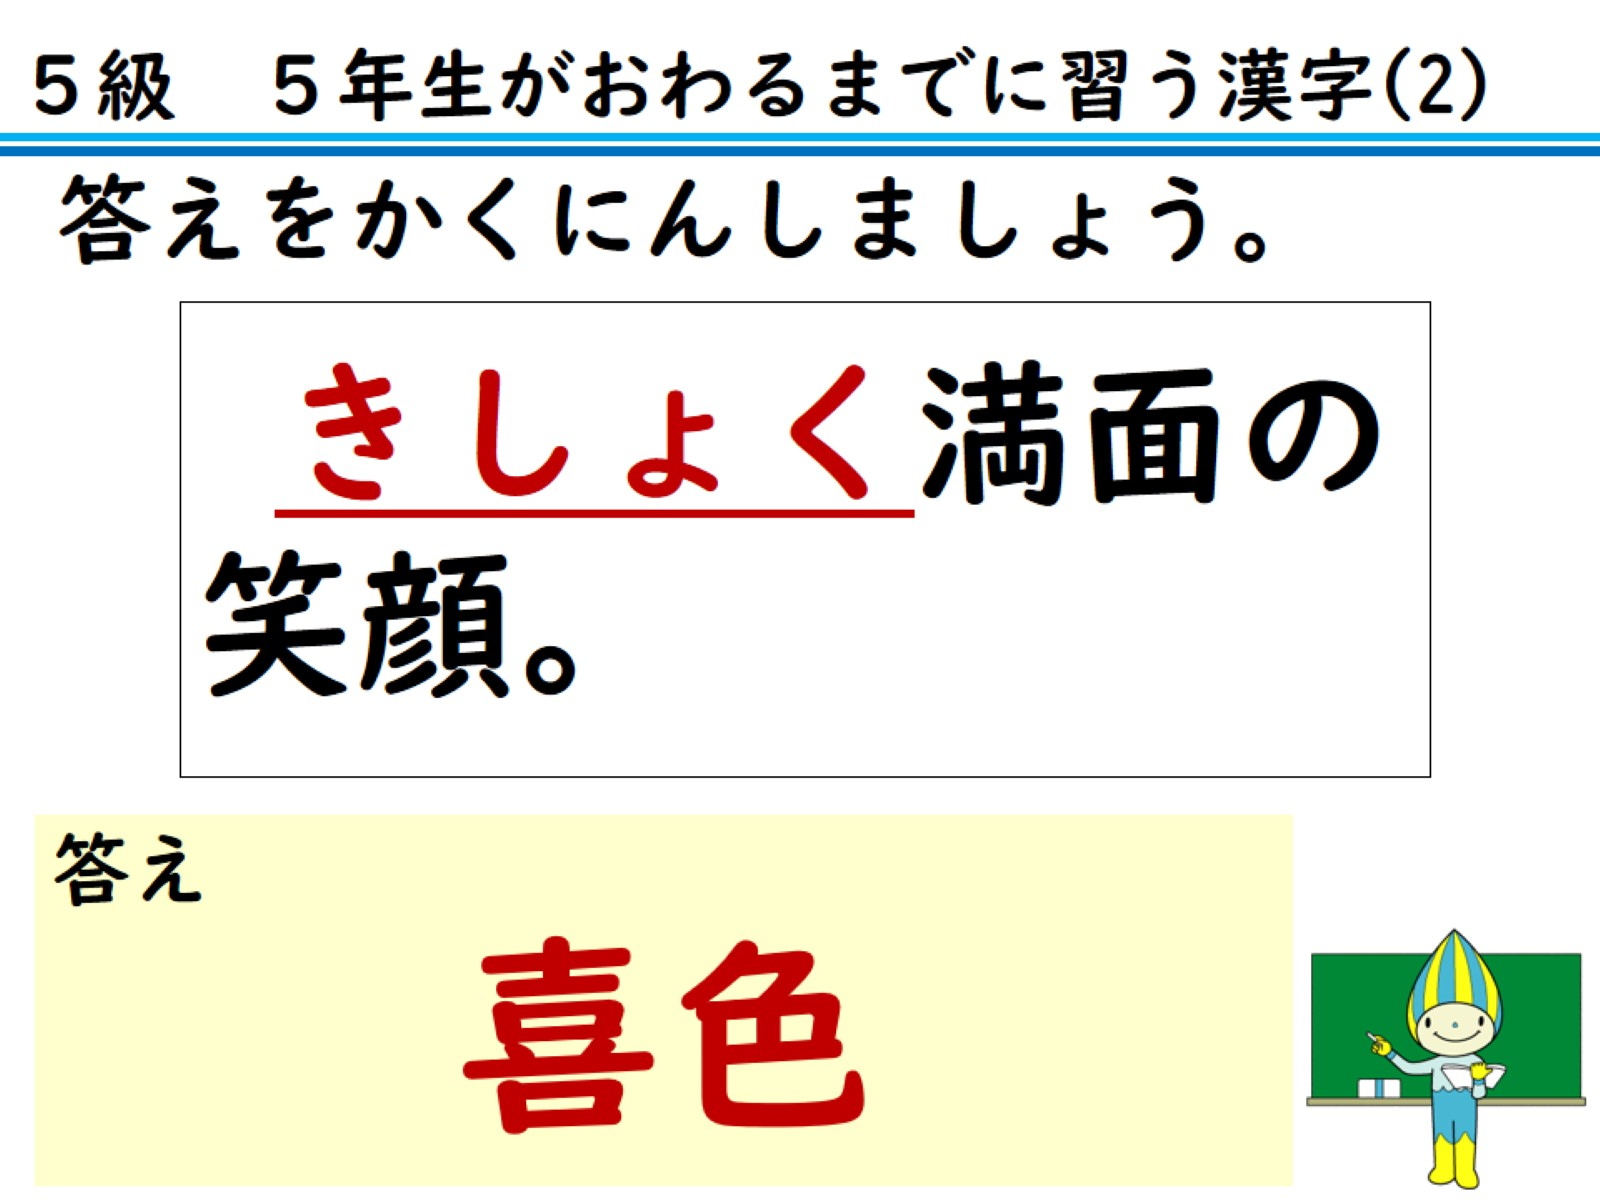 ５級　５年生がおわるまでに習う漢字(2)
答えをかくにんしましょう。
きしょく満面の
笑顔。
答え
喜色